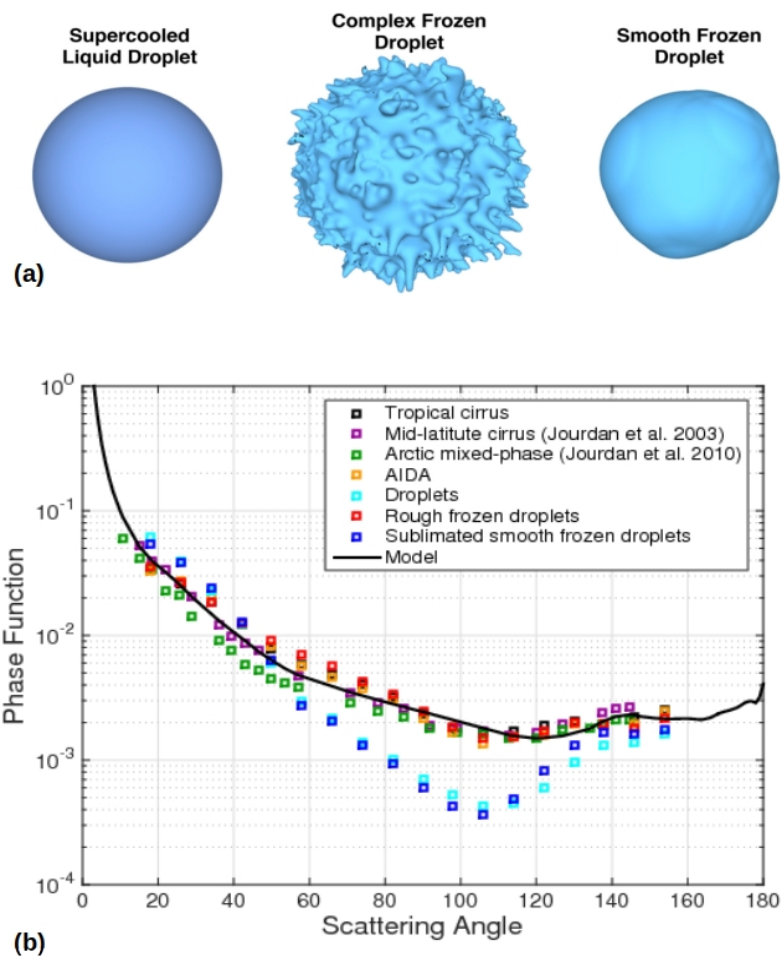 Supercooled
Liquid Droplet
Complex Frozen
Droplet
Smooth Frozen
Droplet
(a)
Phase Function
10^0
10^-1
10^-2
10^-3
10^-4
Tropical cirrus
Mid-latitute cirrus (Jourdan et al. 2003)
Arctic mixed-phase (Jourdan et al. 2010)
AIDA
Droplets
Rough frozen droplets
Sublimated smooth frozen droplets
Model
0 20 40 60 80 100 120 140 160 180
Scattering Angle
(b)